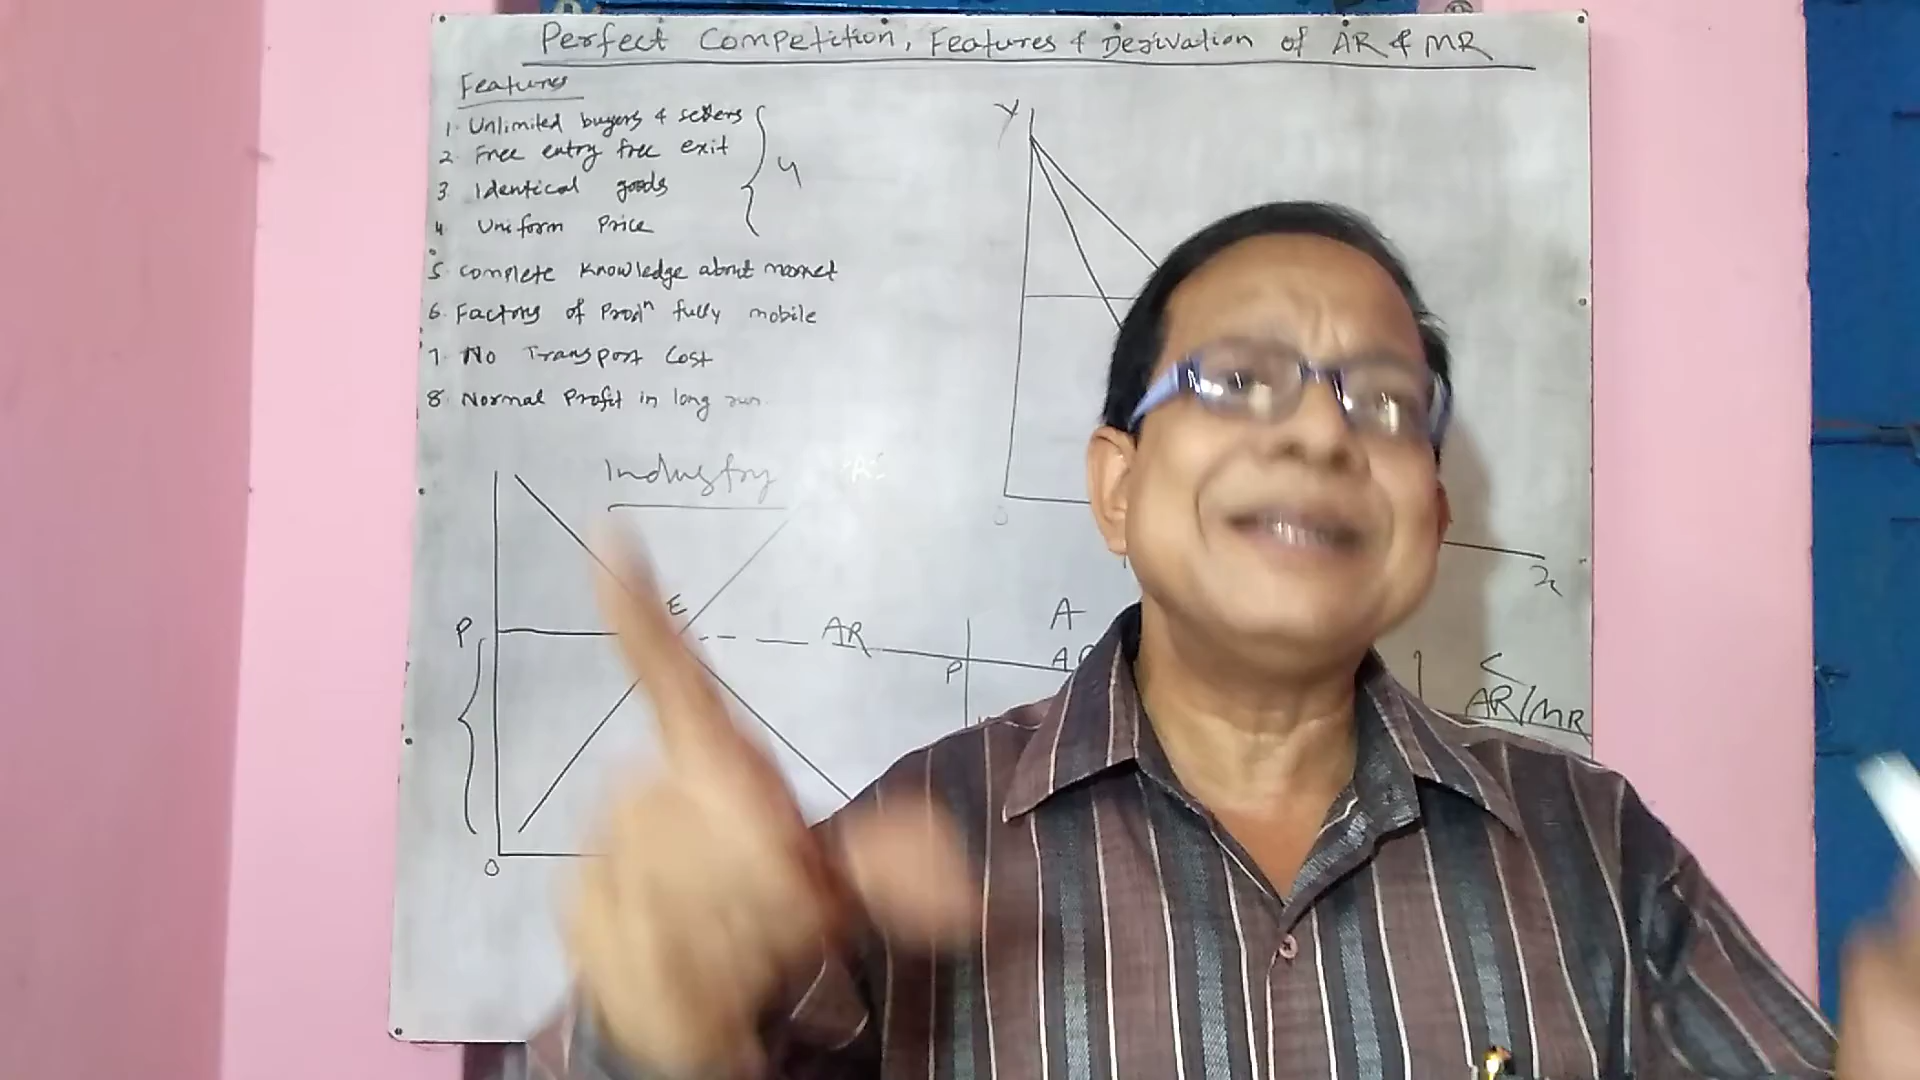 Perfect Competition, Features & Derivation of AR & MR
Features
1. Unlimited buyers & sellers
2. Free entry free exit
3. Identical goods
4. Uniform Price
4
5. Complete knowledge about market
6. Factors of Prodⁿ fully mobile
7. No Transport Cost
8. Normal Profit in long run
Y
O
x
Industry
P
E
AR
O
P
A
AR/MR